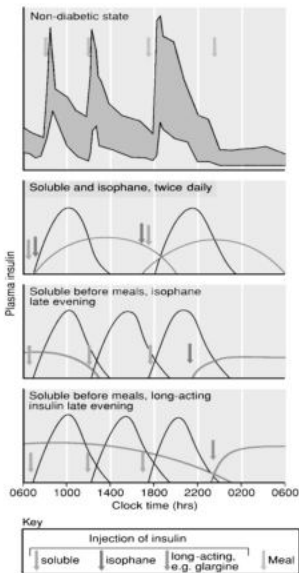 Non-diabetic state
Soluble and isophane, twice daily
Soluble before meals, isophane
late evening
Soluble before meals, long-acting
insulin late evening
Plasma insulin
0600 1000 1400 1800 2200 0200 0600
Clock time (hrs)
Key
Injection of insulin
soluble isophane long-acting, Meal
e.g. glargine